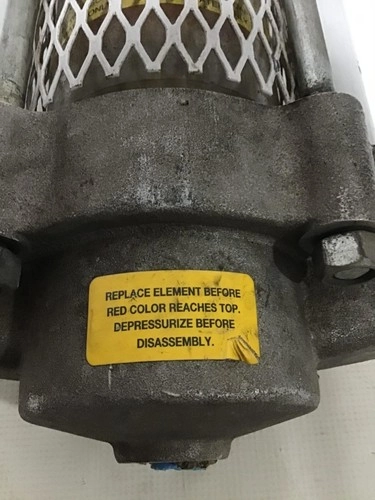 REPLACE ELEMENT BEFORE
RED COLOR REACHES TOP.
DEPRESSURIZE BEFORE
DISASSEMBLY.